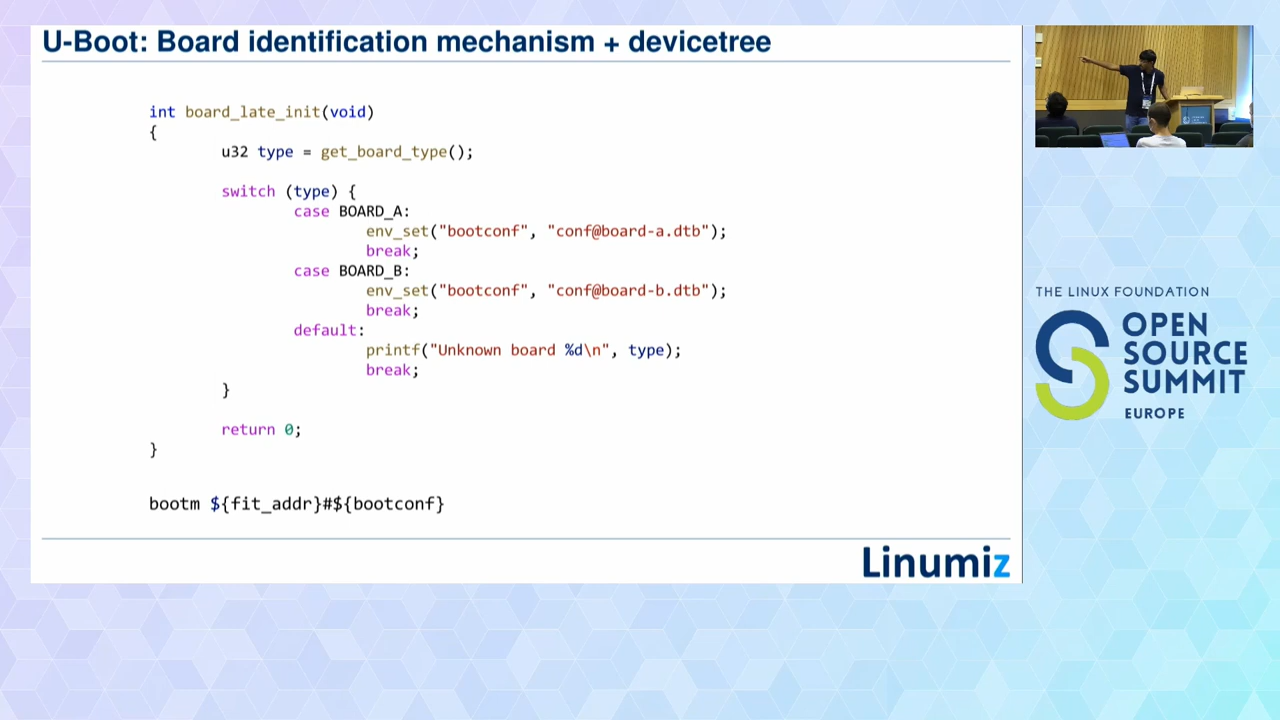 U-Boot: Board identification mechanism + devicetree
int board_late_init(void)
{
u32 type = get_board_type();
switch (type) {
case BOARD_A:
env_set("bootconf", "conf@board-a.dtb");
break;
case BOARD_B:
env_set("bootconf", "conf@board-b.dtb");
break;
default:
printf("Unknown board %d\n", type);
break;
}
return 0;
}
bootm ${fit_addr}#${bootconf}
Linumiz
THE LINUX FOUNDATION
OPEN
SOURCE
SUMMIT
EUROPE